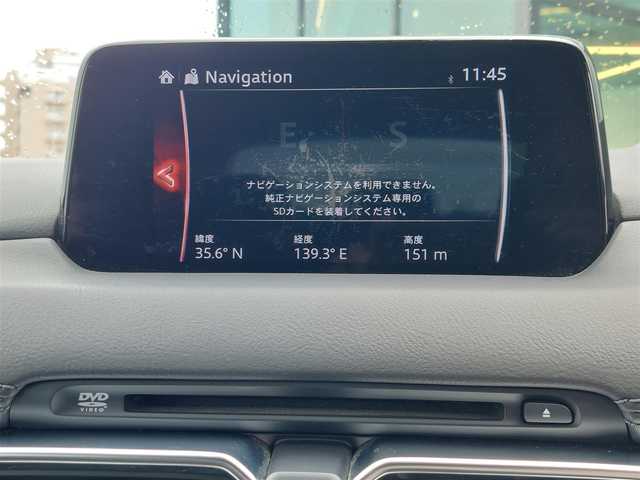 Navigation
11:45
E
S
ナビゲーションシステムを利用できません。
純正ナビゲーションシステム専用の
SDカードを装着してください。
緯度 経度 高度
35.6° N 139.3° E 151 m
DVD
VIDEO